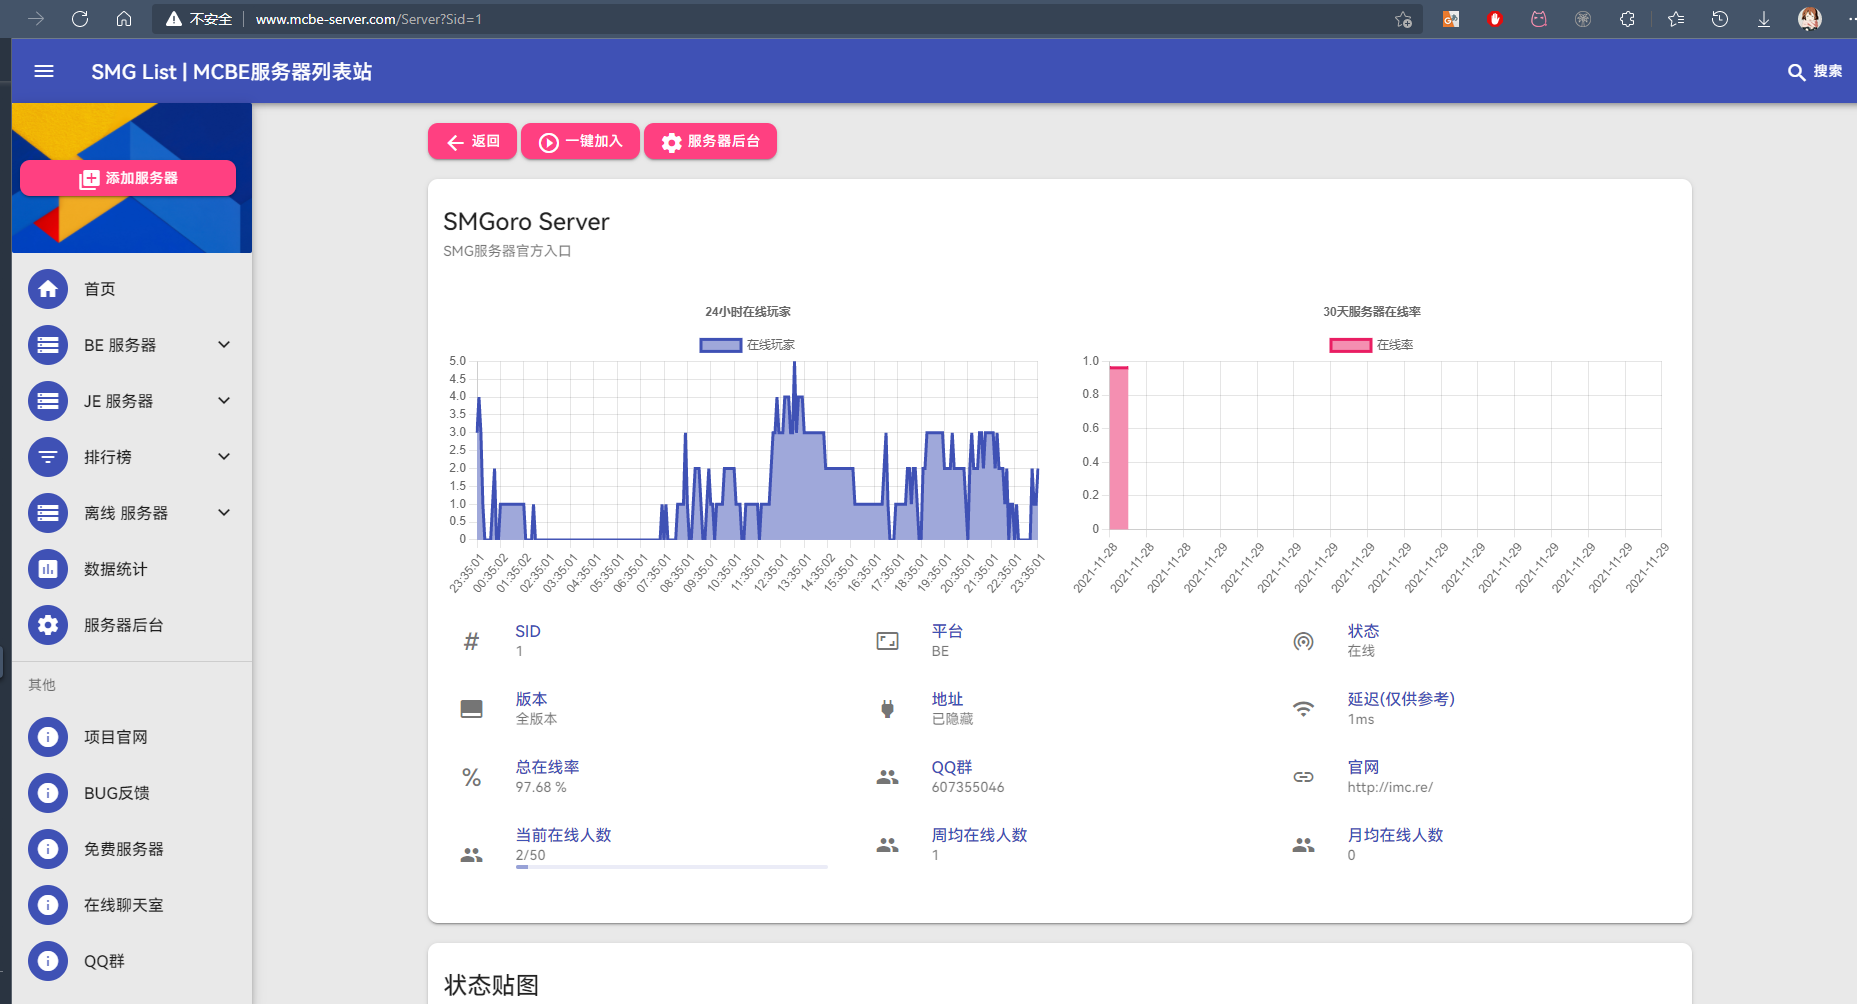 不安全 www.mcbe-server.com/Server?Sid=1
SMG List | MCBE服务器列表站
搜索
添加服务器
首页
BE 服务器
JE 服务器
排行榜
离线 服务器
数据统计
服务器后台
其他
项目官网
BUG反馈
免费服务器
在线聊天室
QQ群
返回
一键加入
服务器后台
SMGoro Server
SMG服务器官方入口
24小时在线玩家
在线玩家
5.0
4.5
4.0
3.5
3.0
2.5
2.0
1.5
1.0
0.5
0
23:35:01
00:35:02
01:35:02
02:35:01
03:35:01
04:35:01
05:35:01
06:35:01
07:35:01
08:35:01
09:35:01
10:35:01
11:35:01
12:35:01
13:35:01
14:35:02
15:35:01
16:35:01
17:35:01
18:35:01
19:35:01
20:35:01
21:35:01
22:35:01
23:35:01
30天服务器在线率
在线率
1.0
0.8
0.6
0.4
0.2
0
2021-11-28
2021-11-28
2021-11-28
2021-11-29
2021-11-29
2021-11-29
2021-11-29
2021-11-29
2021-11-29
2021-11-29
2021-11-29
2021-11-29
2021-11-29
2021-11-29
2021-11-29
2021-11-29
SID
1
平台
BE
状态
在线
版本
全版本
地址
已隐藏
延迟(仅供参考)
1ms
总在线率
97.68 %
QQ群
607355046
官网
http://imc.re/
当前在线人数
2/50
周均在线人数
1
月均在线人数
0
状态贴图